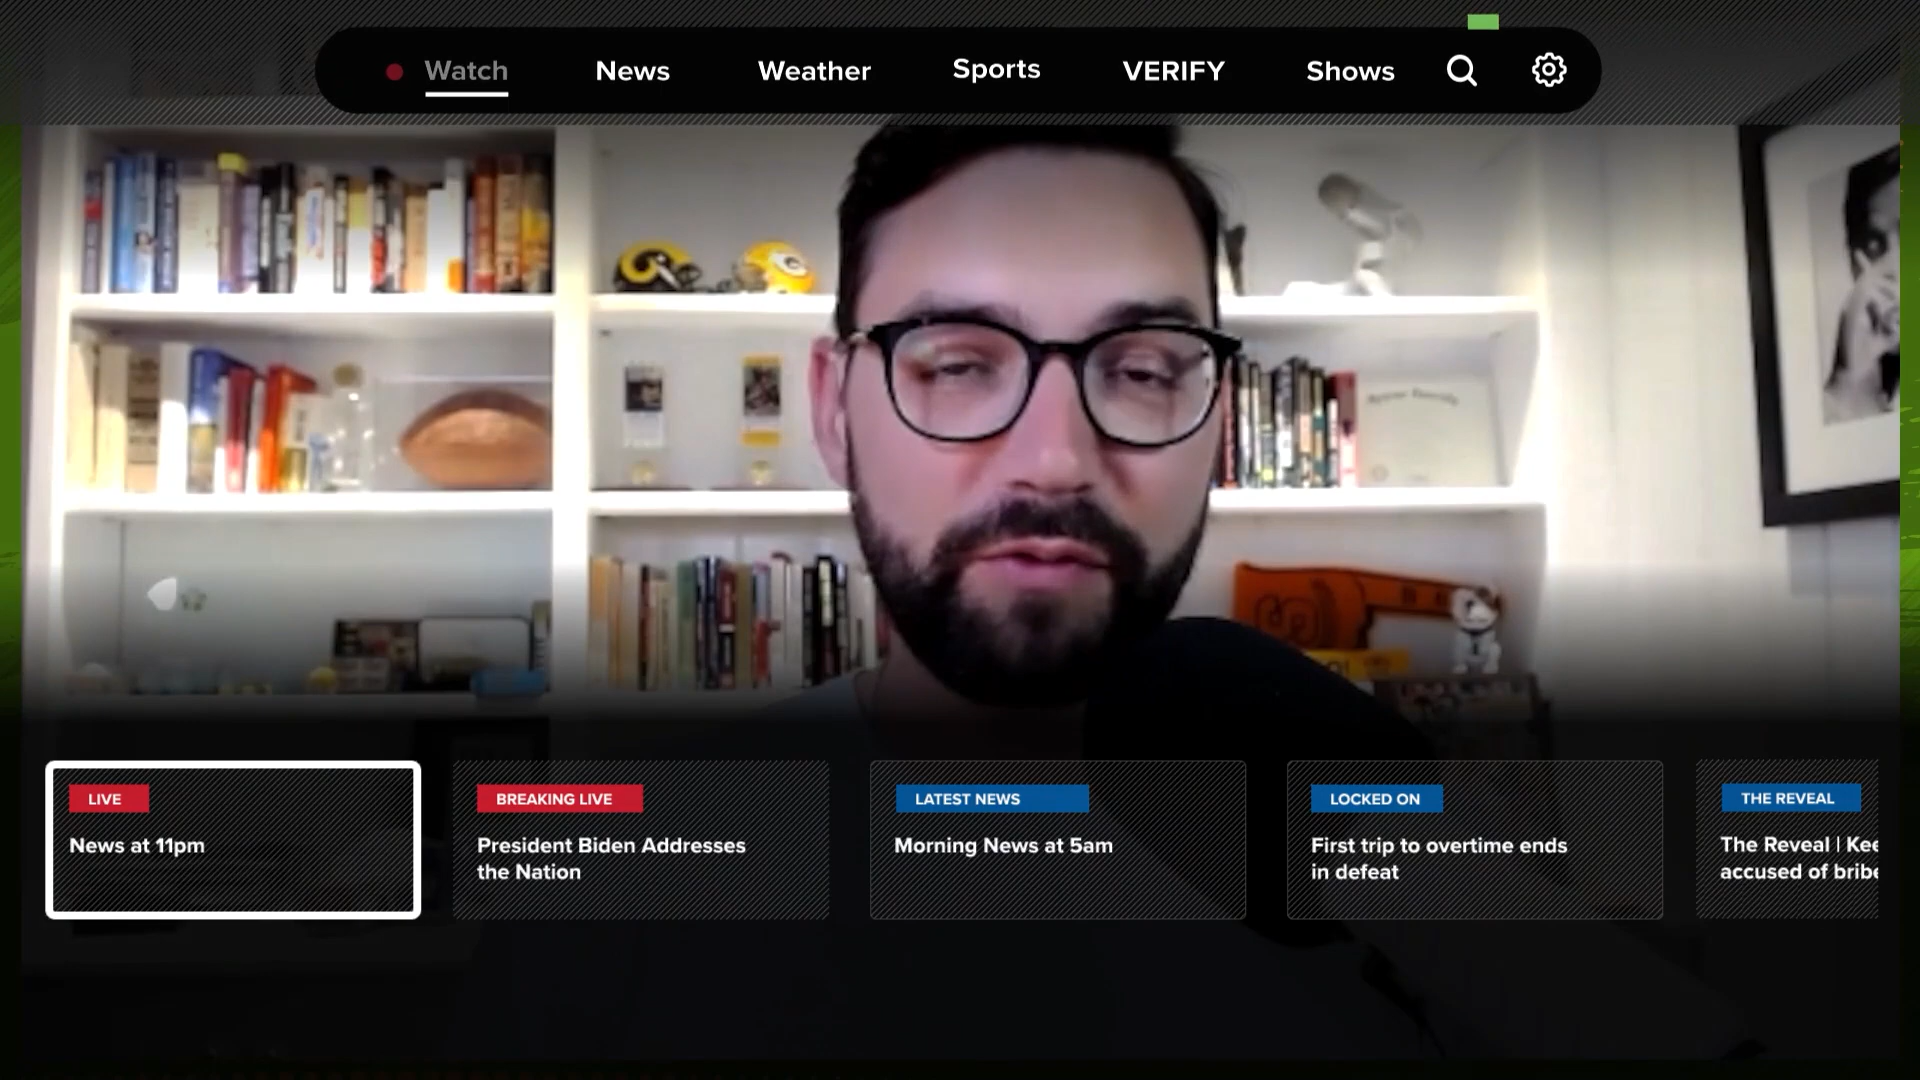 Watch
News
Weather
Sports
VERIFY
Shows
LIVE
News at 11pm
BREAKING LIVE
President Biden Addresses
the Nation
LATEST NEWS
Morning News at 5am
LOCKED ON
First trip to overtime ends
in defeat
THE REVEAL
The Reveal | Kee
accused of bribe